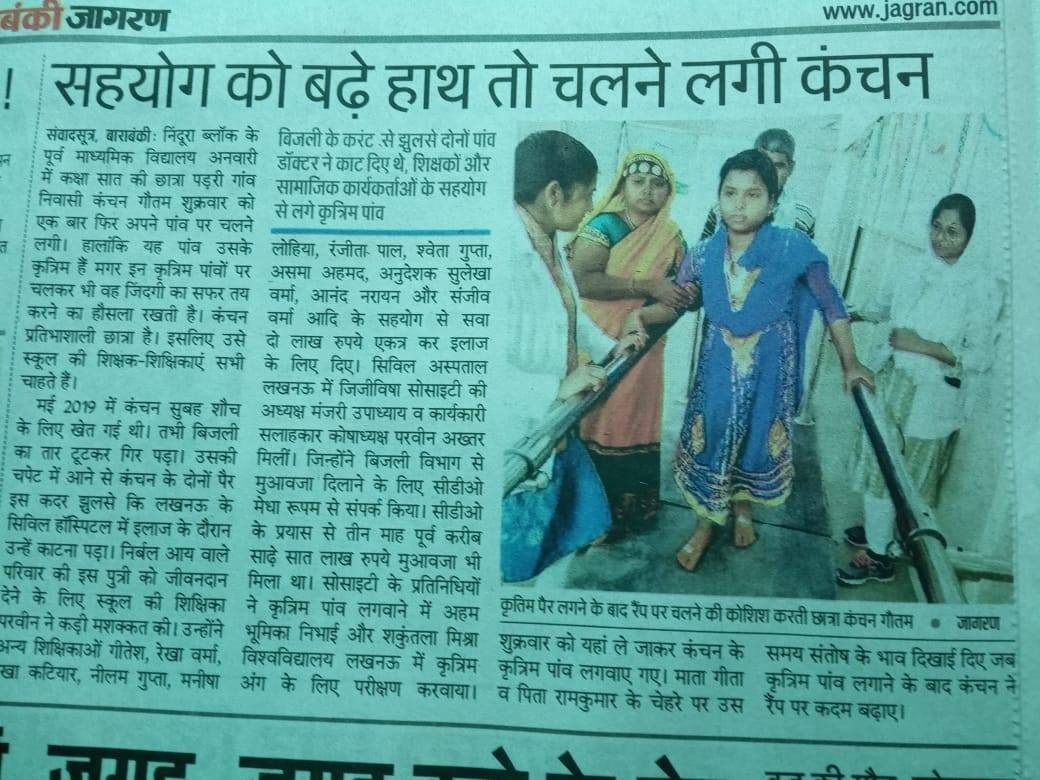 बंकी जागरण
www.jagran.com
!
सहयोग को बढ़े हाथ तो चलने लगी कंचन
संवादसूत्र, बाराबंकी: निंदूरा ब्लॉक के
पूर्व माध्यमिक विद्यालय अनवारी
में कक्षा सात की छात्रा पड़री गांव
निवासी कंचन गौतम शुक्रवार को
एक बार फिर अपने पांव पर चलने
लगी। हालांकि यह पांव उसके
कृत्रिम हैं मगर इन कृत्रिम पांवों पर
चलकर भी वह जिंदगी का सफर तय
करने का हौसला रखती है। कंचन
प्रतिभाशाली छात्रा है। इसलिए उसे
स्कूल की शिक्षक-शिक्षिकाएं सभी
चाहते हैं।
मई 2019 में कंचन सुबह शौच
के लिए खेत गई थी। तभी बिजली
का तार टूटकर गिर पड़ा। उसकी
चपेट में आने से कंचन के दोनों पैर
इस कदर झुलसे कि लखनऊ के
सिविल हॉस्पिटल में इलाज के दौरान
उन्हें काटना पड़ा। निर्बल आय वाले
परिवार की इस पुत्री को जीवनदान
देने के लिए स्कूल की शिक्षिका
परवीन ने कड़ी मशक्कत की। उन्होंने
अन्य शिक्षिकाओं गीतेश, रेखा वर्मा,
खा कटियार, नीलम गुप्ता, मनीषा
बिजली के करंट से झुलसे दोनों पांव
डॉक्टर ने काट दिए थे, शिक्षकों और
सामाजिक कार्यकर्ताओं के सहयोग
से लगे कृत्रिम पांव
लोहिया, रंजीता पाल, श्वेता गुप्ता,
असमा अहमद, अनुदेशक सुलेखा
वर्मा, आनंद नरायन और संजीव
वर्मा आदि के सहयोग से सवा
दो लाख रुपये एकत्र कर इलाज
के लिए दिए। सिविल अस्पताल
लखनऊ में जिजीविषा सोसाइटी की
अध्यक्ष मंजरी उपाध्याय व कार्यकारी
सलाहकार कोषाध्यक्ष परवीन अख्तर
मिलीं। जिन्होंने बिजली विभाग से
मुआवजा दिलाने के लिए सीडीओ
मेधा रूपम से संपर्क किया। सीडीओ
के प्रयास से तीन माह पूर्व करीब
साढ़े सात लाख रुपये मुआवजा भी
मिला था। सोसाइटी के प्रतिनिधियों
ने कृत्रिम पांव लगवाने में अहम
भूमिका निभाई और शकुंतला मिश्रा
विश्वविद्यालय लखनऊ में कृत्रिम
अंग के लिए परीक्षण करवाया।
कृतिम पैर लगने के बाद रैंप पर चलने की कोशिश करती छात्रा कंचन गौतम ● जागरण
शुक्रवार को यहां ले जाकर कंचन के
कृत्रिम पांव लगवाए गए। माता गीता
व पिता रामकुमार के चेहरे पर उस
समय संतोष के भाव दिखाई दिए जब
कृत्रिम पांव लगाने के बाद कंचन ने
रैंप पर कदम बढ़ाए।